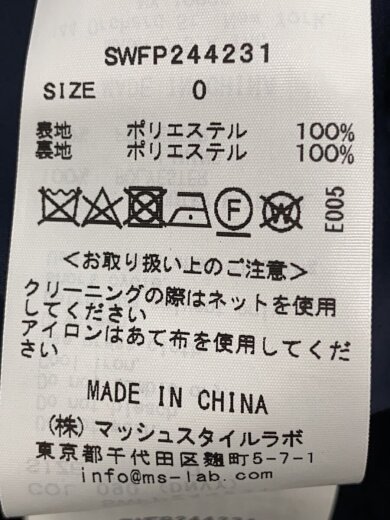 SWFP244231
SIZE 0
表地 ポリエステル 100%
裏地 ポリエステル 100%
F W E005
<お取り扱い上のご注意>
クリーニングの際はネットを使用
してください
アイロンはあて布を使用してくだ
さい
MADE IN CHINA
(株) マッシュスタイルラボ
東京都千代田区麹町5-7-1
info@ms-lab.com